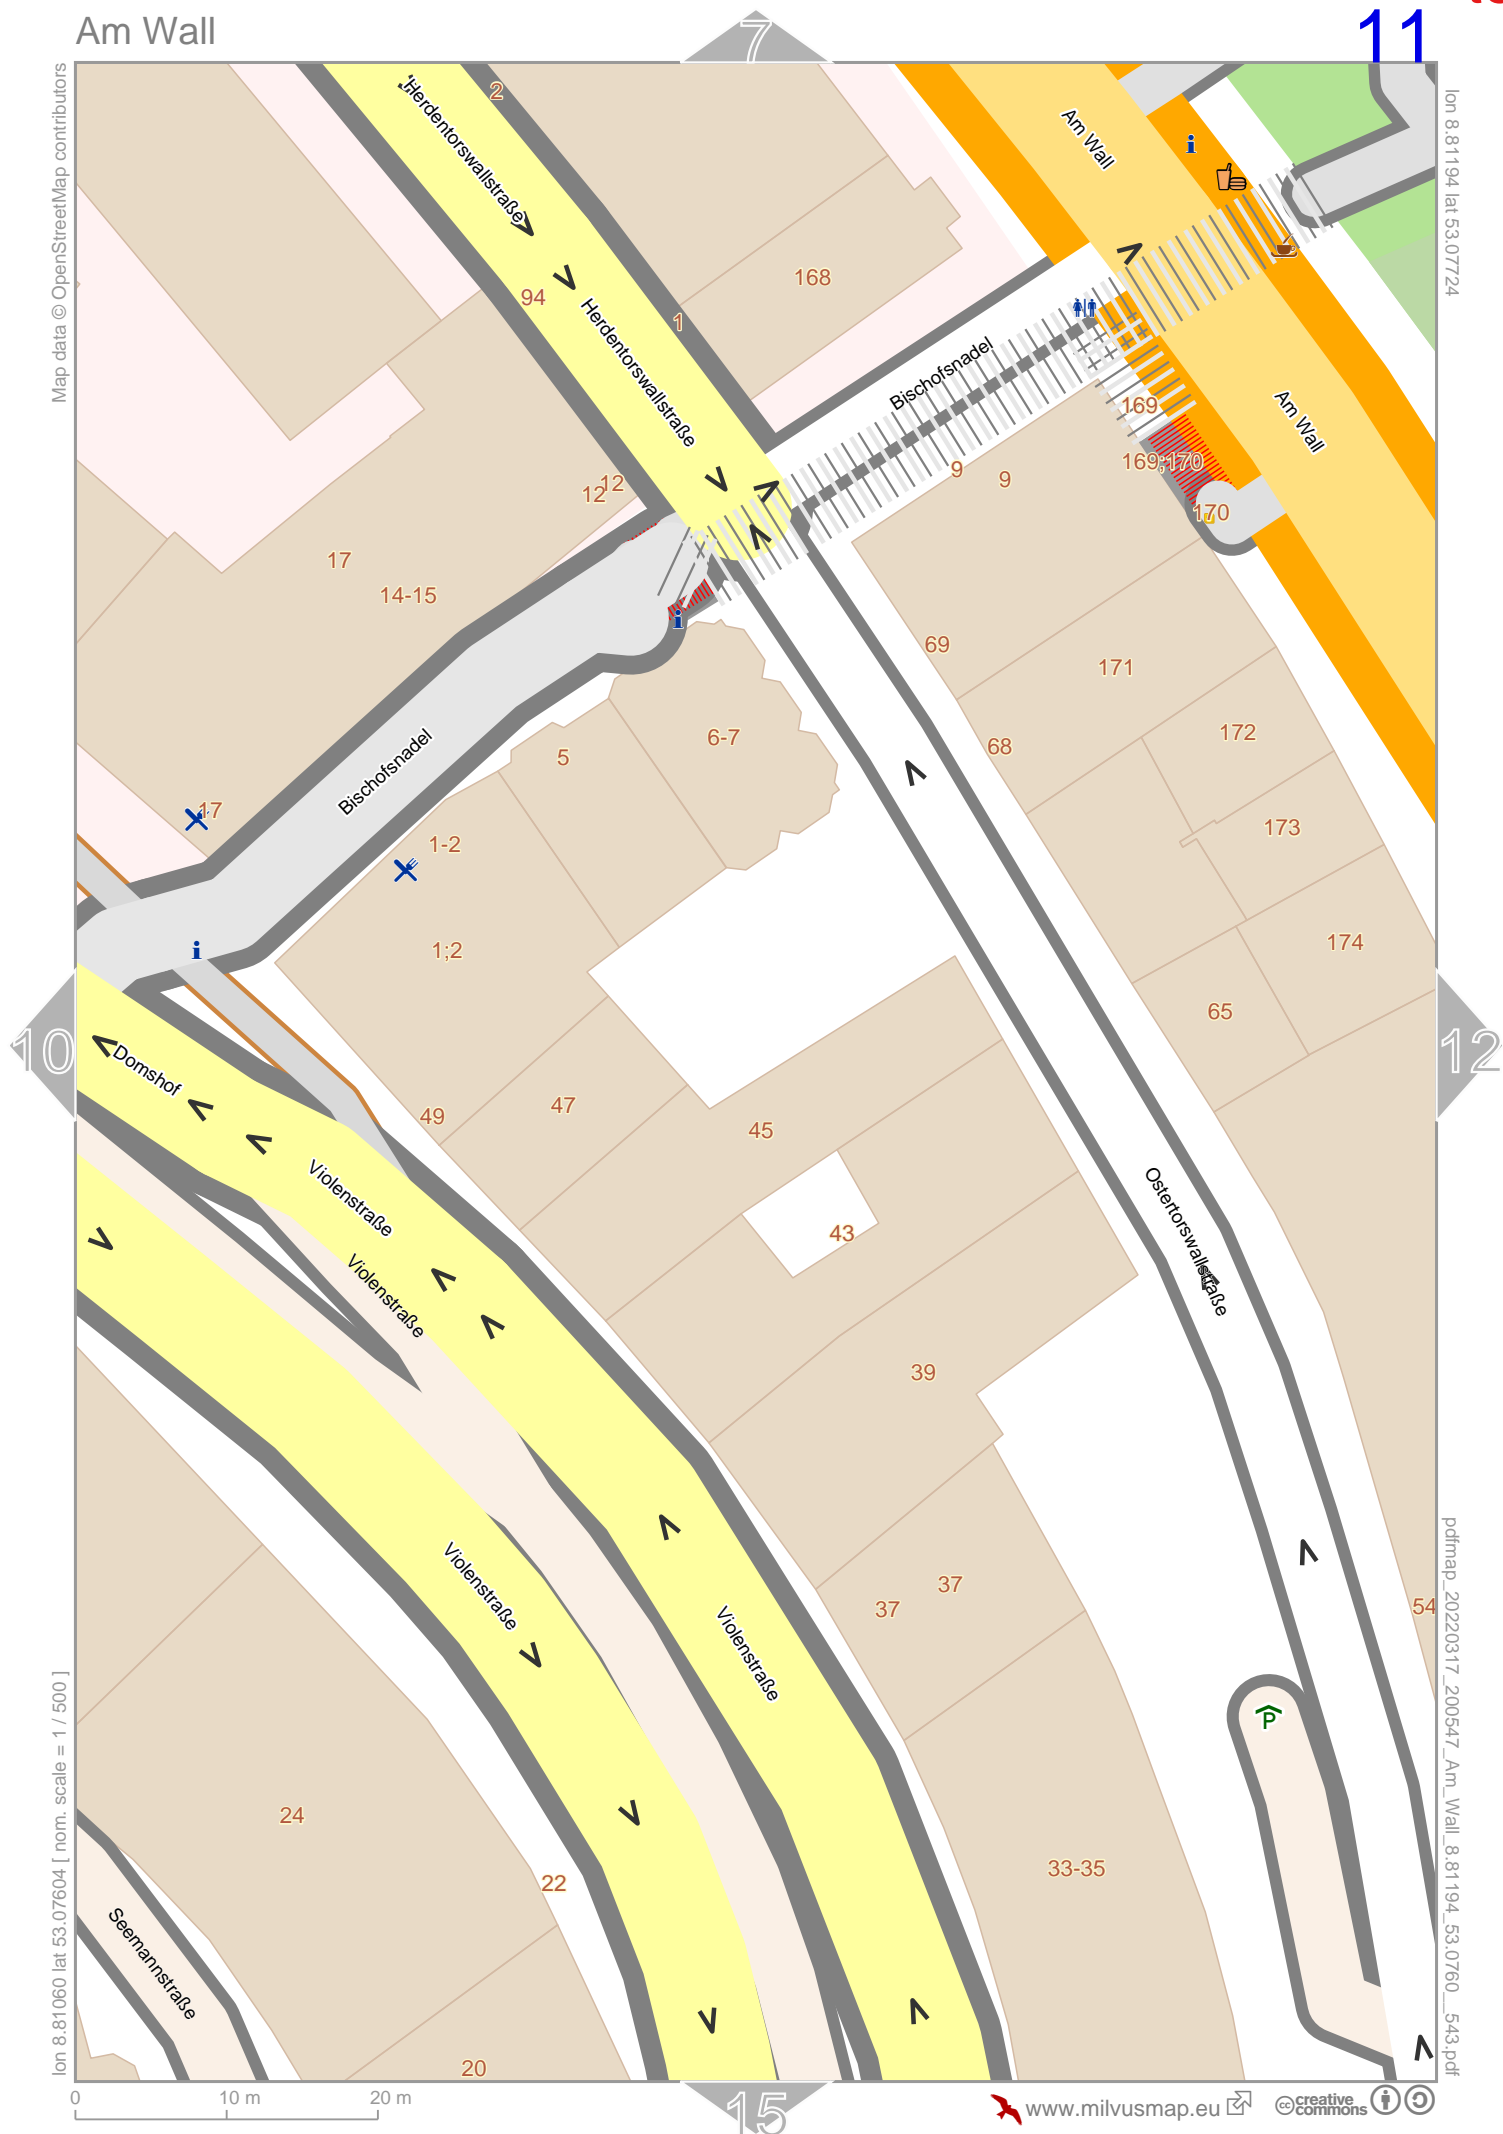 Am Wall
7
11
Map data © OpenStreetMap contributors
lon 8.81194 lat 53.07724
Herdentorswallstraße
2
Am Wall
168
94
1
Herdentorswallstraße
Bischofsnadel
169
Am Wall
169;170
9
9
12
12
170
17
14-15
69
171
6-7
172
68
5
Bischofsnadel
17
1-2
173
1;2
174
65
10
12
Domshof
49
47
45
Violenstraße
43
Ostertorswallstraße
Violenstraße
39
Violenstraße
37
37
54
Violenstraße
P
24
33-35
22
Seemannstraße
20
lon 8.81060 lat 53.07604 [ nom. scale = 1 / 500 ]
pdfmap_20220317_200547_Am_Wall_8.81194_53.0760__543.pdf
0 10 m 20 m
15
www.milvusmap.eu
cc creative commons